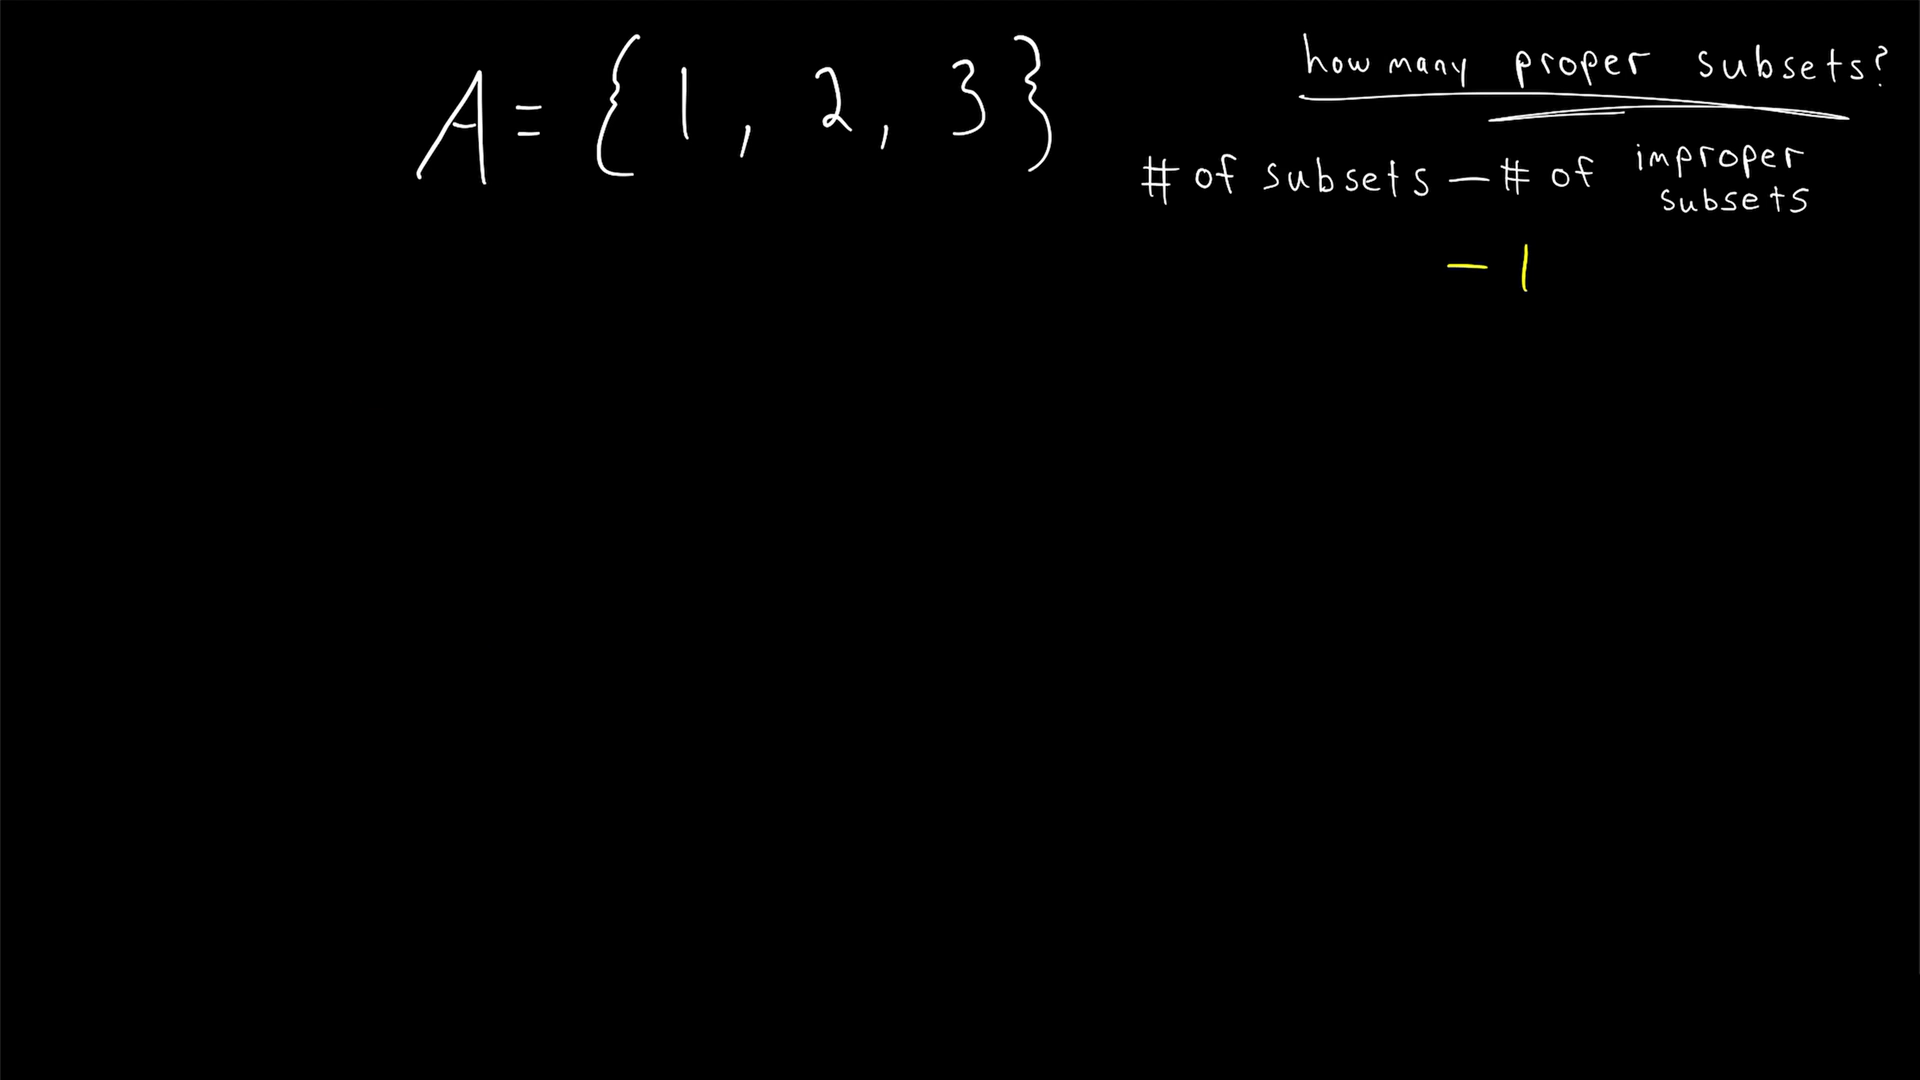 A = { 1 , 2 , 3 }
how many proper subsets?
# of subsets — # of improper subsets
— 1